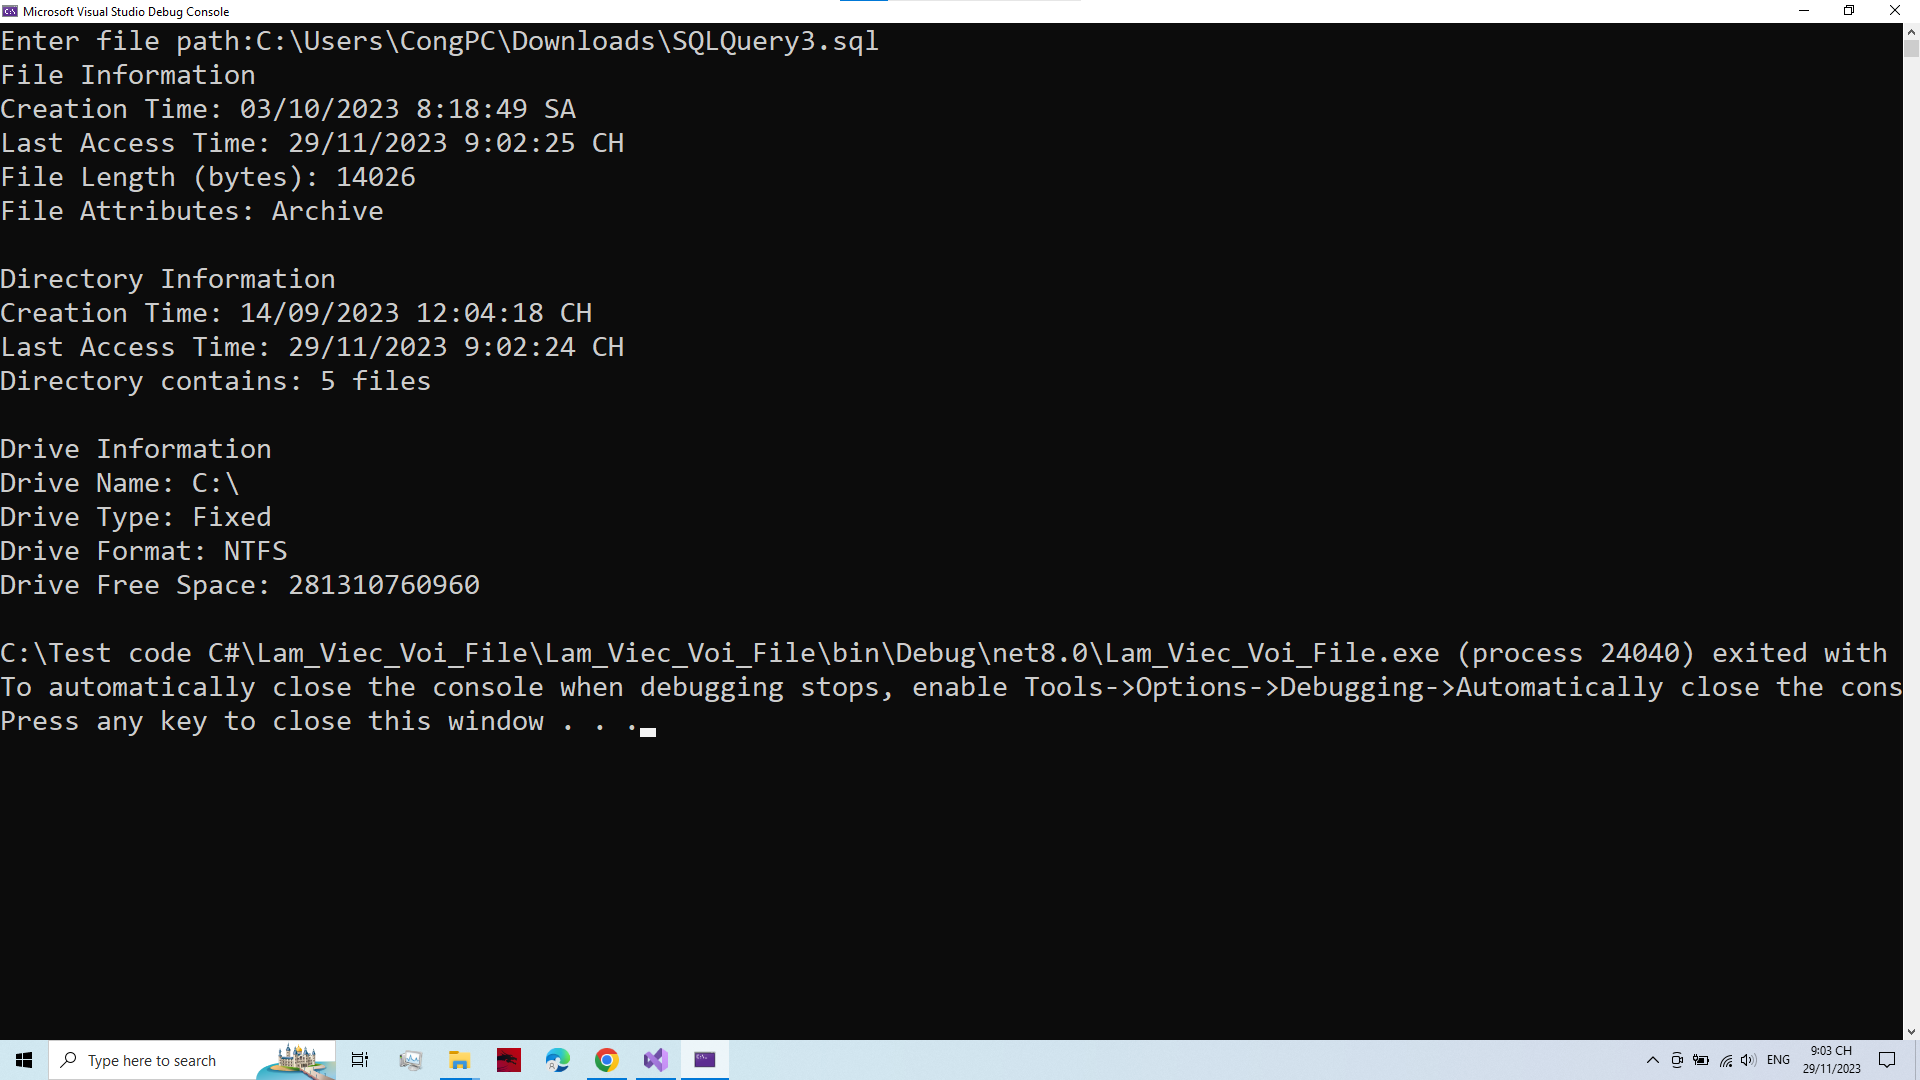 Microsoft Visual Studio Debug Console
Enter file path:C:\Users\CongPC\Downloads\SQLQuery3.sql
File Information
Creation Time: 03/10/2023 8:18:49 SA
Last Access Time: 29/11/2023 9:02:25 CH
File Length (bytes): 14026
File Attributes: Archive
Directory Information
Creation Time: 14/09/2023 12:04:18 CH
Last Access Time: 29/11/2023 9:02:24 CH
Directory contains: 5 files
Drive Information
Drive Name: C:\
Drive Type: Fixed
Drive Format: NTFS
Drive Free Space: 281310760960
C:\Test code C#\Lam_Viec_Voi_File\Lam_Viec_Voi_File\bin\Debug\net8.0\Lam_Viec_Voi_File.exe (process 24040) exited with
To automatically close the console when debugging stops, enable Tools->Options->Debugging->Automatically close the cons
Press any key to close this window . . .
Type here to search
ENG
9:03 CH
29/11/2023